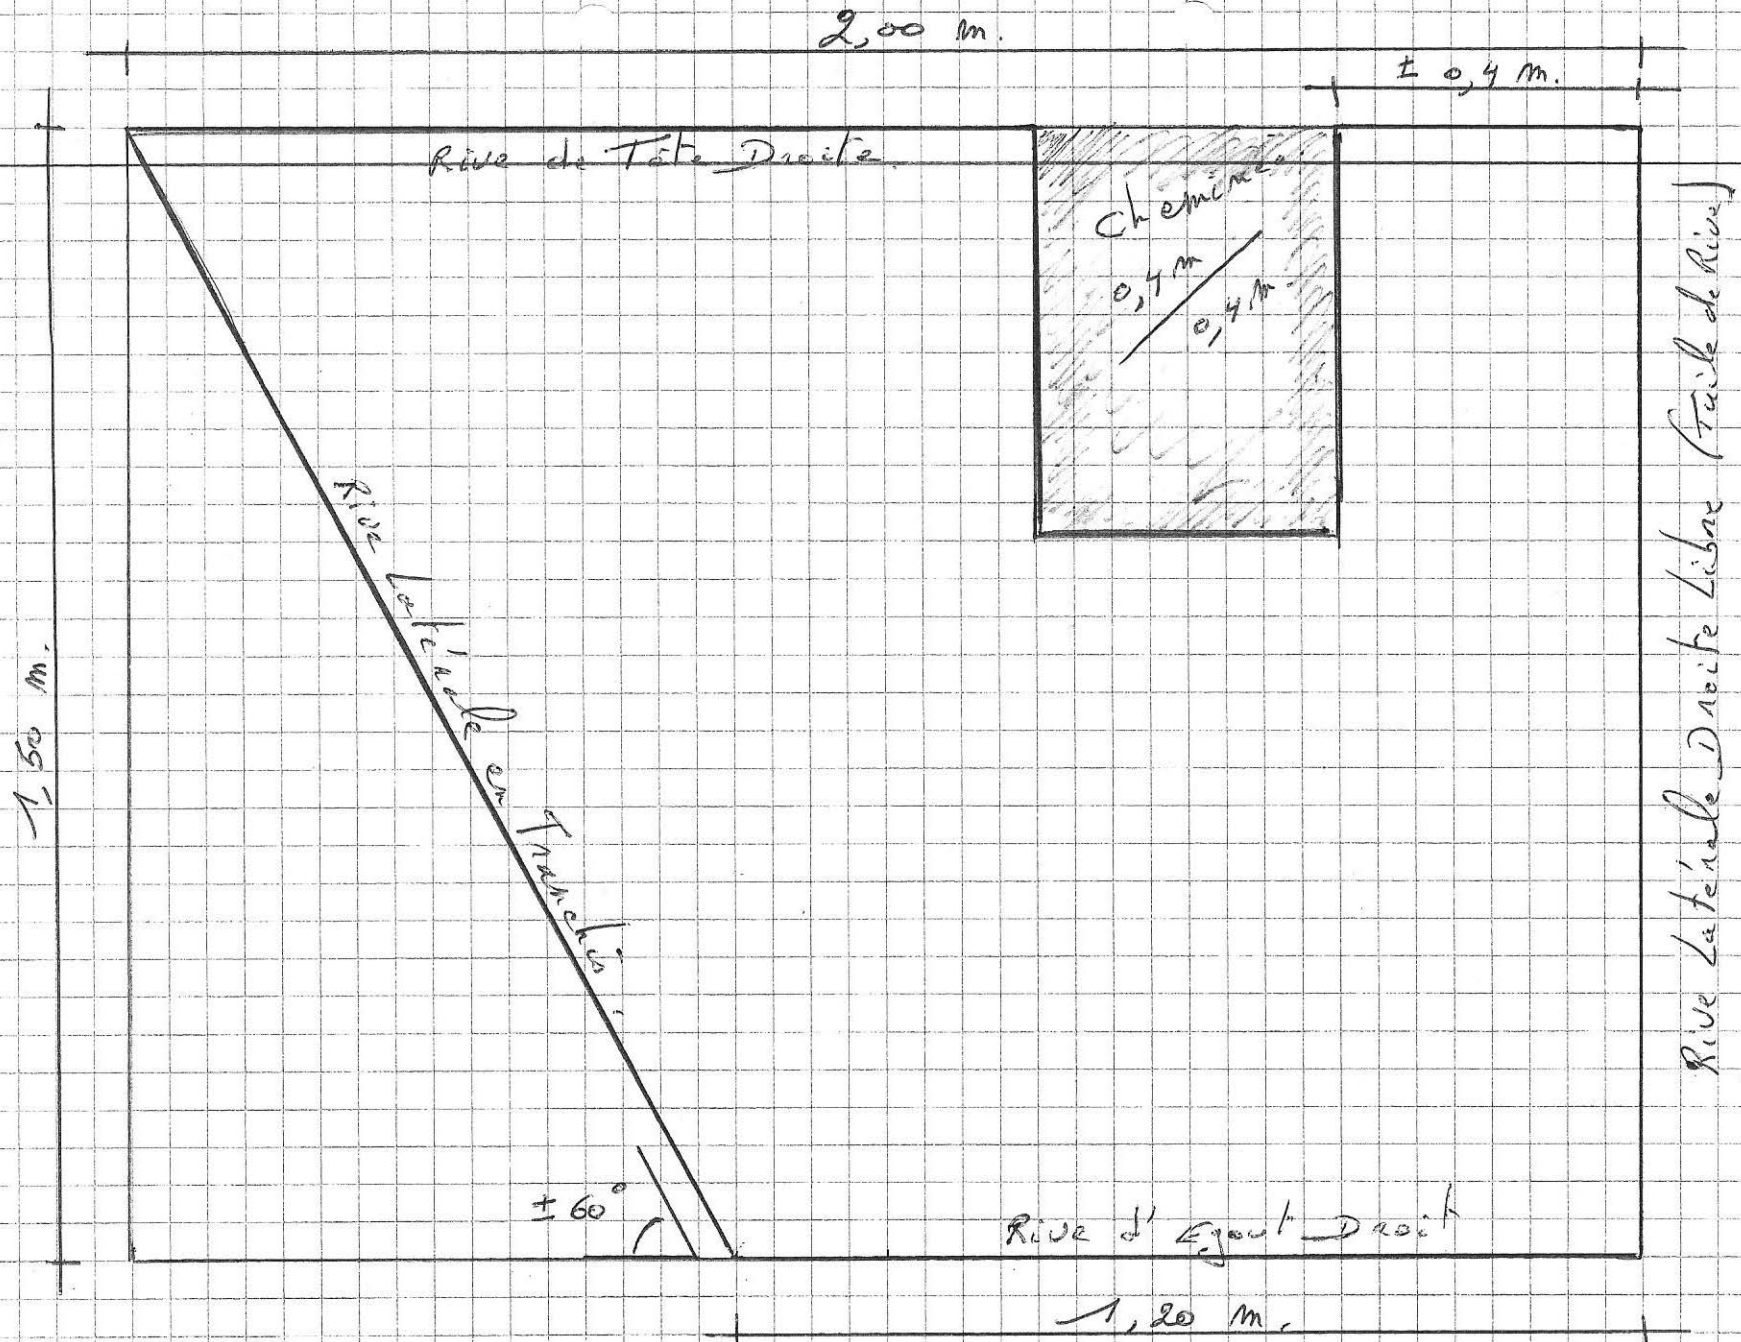 2,00 m.
± 0,4 m.
Rive de Tête Droite.
Cheminée
0,4 m
0,4 m
1,50 m.
Rive Latérale en Tranchis.
Rive Latérale Droite Libre (Tuile de Rive)
± 60°
Rive d'Egout Droit
1,20 m.